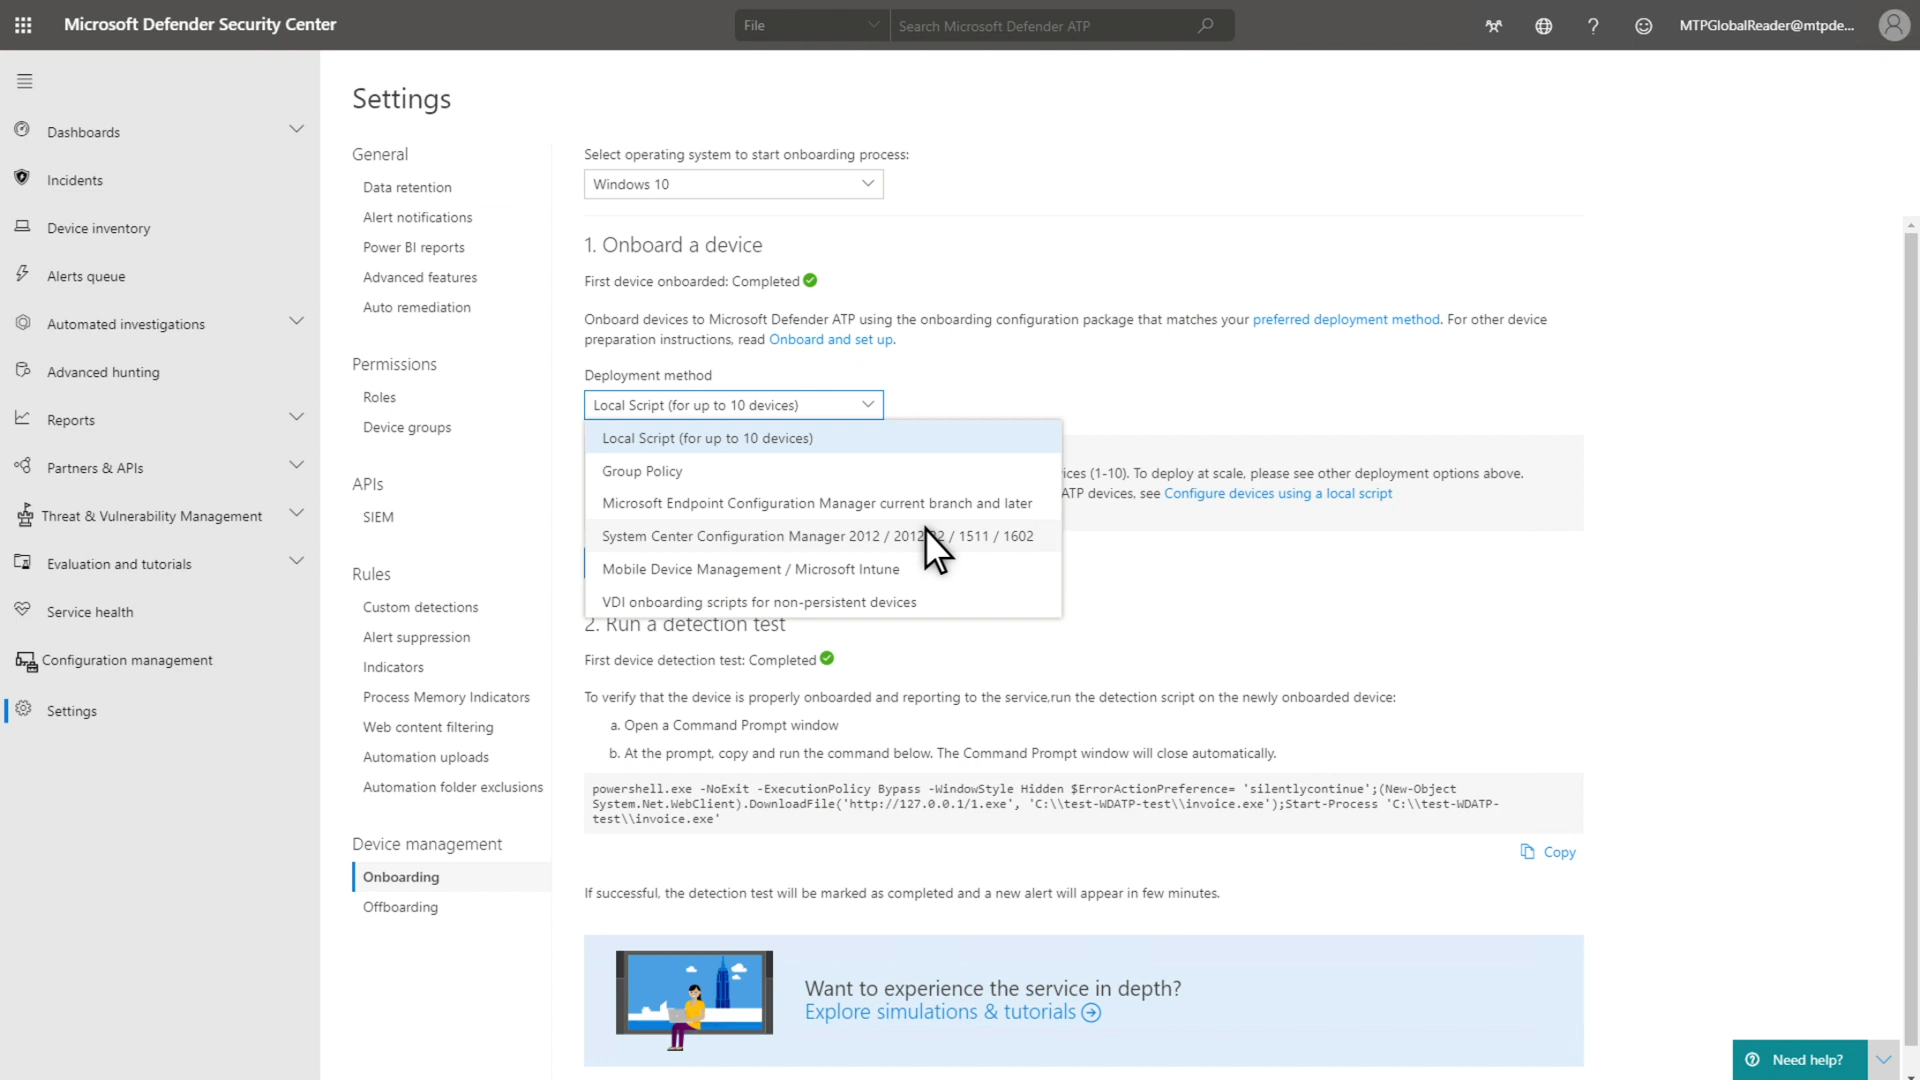 Microsoft Defender Security Center
File
Search Microsoft Defender ATP
MTPGlobalReader@mtpde...
Dashboards
Incidents
Device inventory
Alerts queue
Automated investigations
Advanced hunting
Reports
Partners & APIs
Threat & Vulnerability Management
Evaluation and tutorials
Service health
Configuration management
Settings
Settings
General
Data retention
Alert notifications
Power BI reports
Advanced features
Auto remediation
Permissions
Roles
Device groups
APIs
SIEM
Rules
Custom detections
Alert suppression
Indicators
Process Memory Indicators
Web content filtering
Automation uploads
Automation folder exclusions
Device management
Onboarding
Offboarding
Select operating system to start onboarding process:
Windows 10
1. Onboard a device
First device onboarded: Completed
Onboard devices to Microsoft Defender ATP using the onboarding configuration package that matches your preferred deployment method. For other device
preparation instructions, read Onboard and set up.
Deployment method
Local Script (for up to 10 devices)
Local Script (for up to 10 devices)
Group Policy
Microsoft Endpoint Configuration Manager current branch and later
System Center Configuration Manager 2012 / 2012 / 1511 / 1602
Mobile Device Management / Microsoft Intune
VDI onboarding scripts for non-persistent devices
ices (1-10). To deploy at scale, please see other deployment options above.
ATP devices, see Configure devices using a local script
2. Run a detection test
First device detection test: Completed
To verify that the device is properly onboarded and reporting to the service,run the detection script on the newly onboarded device:
a. Open a Command Prompt window
b. At the prompt, copy and run the command below. The Command Prompt window will close automatically.
powershell.exe -NoExit -ExecutionPolicy Bypass -WindowStyle Hidden $ErrorActionPreference= 'silentlycontinue';(New-Object
System.Net.WebClient).DownloadFile('http://127.0.0.1/1.exe', 'C:\\test-WDATP-test\\invoice.exe');Start-Process 'C:\\test-WDATP-
test\\invoice.exe'
Copy
If successful, the detection test will be marked as completed and a new alert will appear in few minutes.
Want to experience the service in depth?
Explore simulations & tutorials
Need help?